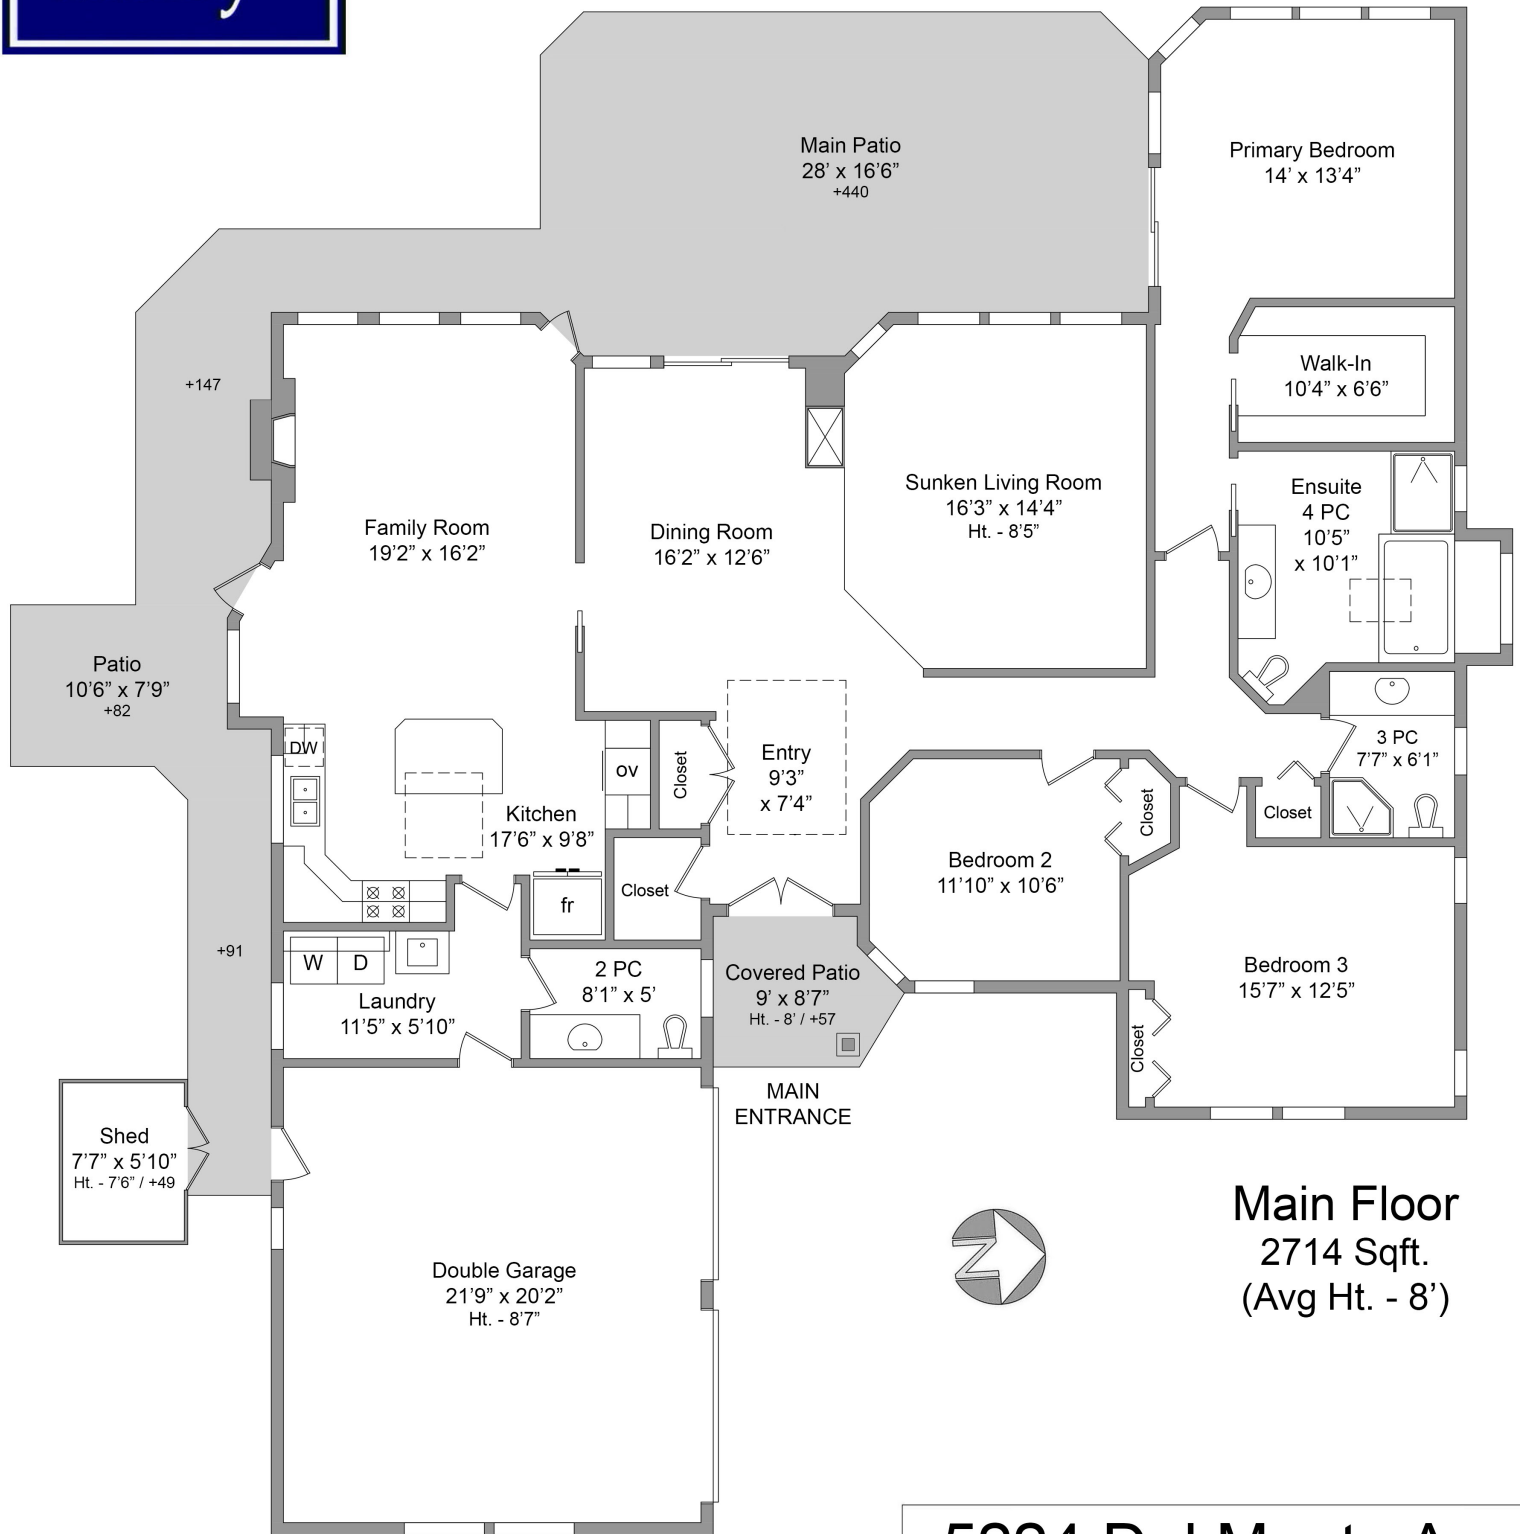 y
Main Patio
28’ x 16’6”
+440
Primary Bedroom
14’ x 13’4”
+147
Walk-In
10’4” x 6’6”
Family Room
19’2” x 16’2”
Dining Room
16’2” x 12’6”
Sunken Living Room
16’3” x 14’4”
Ht. - 8’5”
Ensuite
4 PC
10’5”
x 10’1”
Patio
10’6” x 7’9”
+82
DW
Kitchen
17’6” x 9’8”
ov
Closet
Entry
9’3”
x 7’4”
3 PC
7’7” x 6’1”
Closet
Closet
Bedroom 2
11’10” x 10’6”
fr
Closet
+91
W
D
Laundry
11’5” x 5’10”
2 PC
8’1” x 5’
Covered Patio
9’ x 8’7”
Ht. - 8’ / +57
Bedroom 3
15’7” x 12’5”
Closet
MAIN
ENTRANCE
Shed
7’7” x 5’10”
Ht. - 7’6” / +49
Double Garage
21’9” x 20’2”
Ht. - 8’7”
N
Main Floor
2714 Sqft.
(Avg Ht. - 8’)